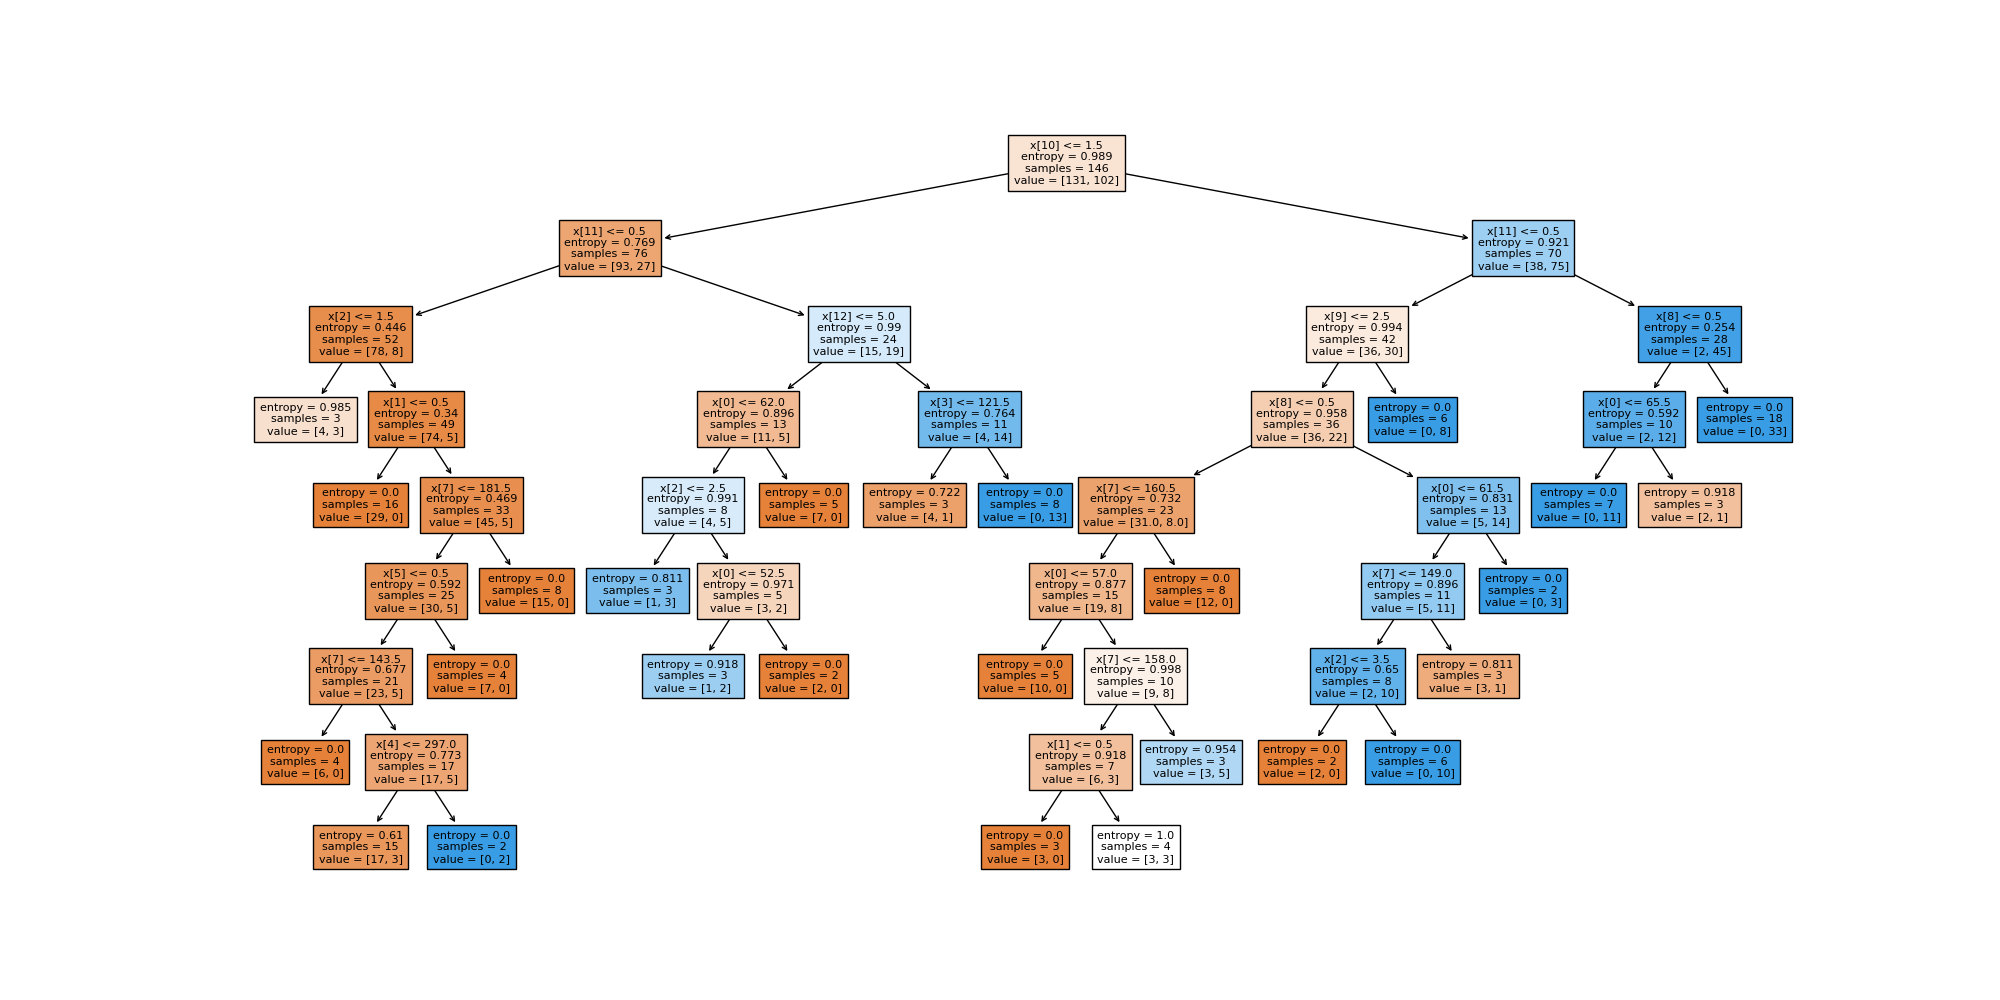 x[10] <= 1.5
entropy = 0.989
samples = 146
value = [131, 102]
x[11] <= 0.5
entropy = 0.769
samples = 76
value = [93, 27]
x[11] <= 0.5
entropy = 0.921
samples = 70
value = [38, 75]
x[2] <= 1.5
entropy = 0.446
samples = 52
value = [78, 8]
x[12] <= 5.0
entropy = 0.99
samples = 24
value = [15, 19]
x[9] <= 2.5
entropy = 0.994
samples = 42
value = [36, 30]
x[8] <= 0.5
entropy = 0.254
samples = 28
value = [2, 45]
entropy = 0.985
samples = 3
value = [4, 3]
x[1] <= 0.5
entropy = 0.34
samples = 49
value = [74, 5]
x[0] <= 62.0
entropy = 0.896
samples = 13
value = [11, 5]
x[3] <= 121.5
entropy = 0.764
samples = 11
value = [4, 14]
x[8] <= 0.5
entropy = 0.958
samples = 36
value = [36, 22]
entropy = 0.0
samples = 6
value = [0, 8]
x[0] <= 65.5
entropy = 0.592
samples = 10
value = [2, 12]
entropy = 0.0
samples = 18
value = [0, 33]
entropy = 0.0
samples = 16
value = [29, 0]
x[7] <= 181.5
entropy = 0.469
samples = 33
value = [45, 5]
x[2] <= 2.5
entropy = 0.991
samples = 8
value = [4, 5]
entropy = 0.0
samples = 5
value = [7, 0]
entropy = 0.722
samples = 3
value = [4, 1]
entropy = 0.0
samples = 8
value = [0, 13]
x[7] <= 160.5
entropy = 0.732
samples = 23
value = [31.0, 8.0]
x[0] <= 61.5
entropy = 0.831
samples = 13
value = [5, 14]
entropy = 0.0
samples = 7
value = [0, 11]
entropy = 0.918
samples = 3
value = [2, 1]
x[5] <= 0.5
entropy = 0.592
samples = 25
value = [30, 5]
entropy = 0.0
samples = 8
value = [15, 0]
entropy = 0.811
samples = 3
value = [1, 3]
x[0] <= 52.5
entropy = 0.971
samples = 5
value = [3, 2]
x[0] <= 57.0
entropy = 0.877
samples = 15
value = [19, 8]
entropy = 0.0
samples = 8
value = [12, 0]
x[7] <= 149.0
entropy = 0.896
samples = 11
value = [5, 11]
entropy = 0.0
samples = 2
value = [0, 3]
x[7] <= 143.5
entropy = 0.677
samples = 21
value = [23, 5]
entropy = 0.0
samples = 4
value = [7, 0]
entropy = 0.918
samples = 3
value = [1, 2]
entropy = 0.0
samples = 2
value = [2, 0]
entropy = 0.0
samples = 5
value = [10, 0]
x[7] <= 158.0
entropy = 0.998
samples = 10
value = [9, 8]
x[2] <= 3.5
entropy = 0.65
samples = 8
value = [2, 10]
entropy = 0.811
samples = 3
value = [3, 1]
entropy = 0.0
samples = 4
value = [6, 0]
x[4] <= 297.0
entropy = 0.773
samples = 17
value = [17, 5]
x[1] <= 0.5
entropy = 0.918
samples = 7
value = [6, 3]
entropy = 0.954
samples = 3
value = [3, 5]
entropy = 0.0
samples = 2
value = [2, 0]
entropy = 0.0
samples = 6
value = [0, 10]
entropy = 0.61
samples = 15
value = [17, 3]
entropy = 0.0
samples = 2
value = [0, 2]
entropy = 0.0
samples = 3
value = [3, 0]
entropy = 1.0
samples = 4
value = [3, 3]